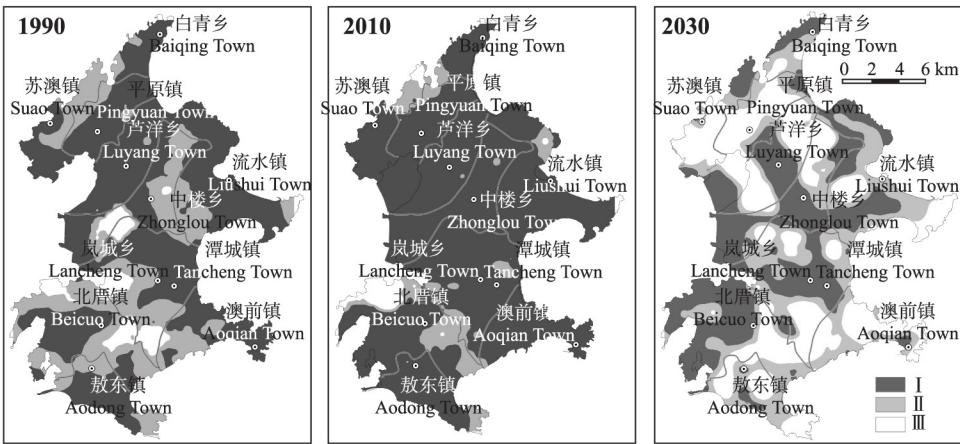 1990
白青乡
Baiqing Town
苏澳镇
Suao Town
平原镇
Pingyuan Town
芦洋乡
Luyang Town
流水镇
Liushui Town
中楼乡
Zhonglou Town
岚城乡
Lancheng Town
潭城镇
Tancheng Town
北厝镇
Beicuo Town
澳前镇
Aoqian Town
敖东镇
Aodong Town
2010
白青乡
Baiqing Town
苏澳镇
Suao Town
平原镇
Pingyuan Town
芦洋乡
Luyang Town
流水镇
Liushui Town
中楼乡
Zhonglou Town
岚城乡
Lancheng Town
潭城镇
Tancheng Town
北厝镇
Beicuo Town
澳前镇
Aoqian Town
敖东镇
Aodong Town
2030
白青乡
Baiqing Town
0 2 4 6 km
苏澳镇
Suao Town
平原镇
Pingyuan Town
芦洋乡
Luyang Town
流水镇
Liushui Town
中楼乡
Zhonglou Town
岚城乡
Lancheng Town
潭城镇
Tancheng Town
北厝镇
Beicuo Town
澳前镇
Aoqian Town
敖东镇
Aodong Town
Ⅰ
Ⅱ
Ⅲ